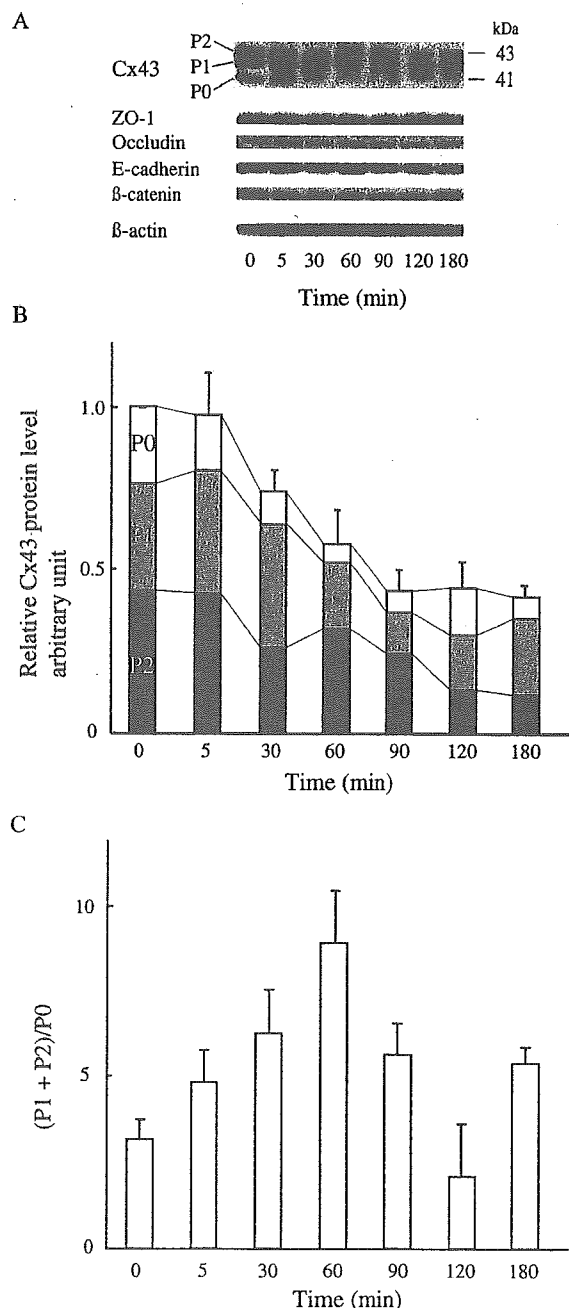 A
kDa
P2
43
Cx43
P1
P0
41
ZO-1
Occludin
E-cadherin
ß-catenin
ß-actin
0 5 30 60 90 120 180
Time (min)
B
Relative Cx43 protein level
arbitrary unit
1.0
0.5
0
P0
P1
P2
0 5 30 60 90 120 180
Time (min)
C
(P1 + P2)/P0
10
5
0
0 5 30 60 90 120 180
Time (min)